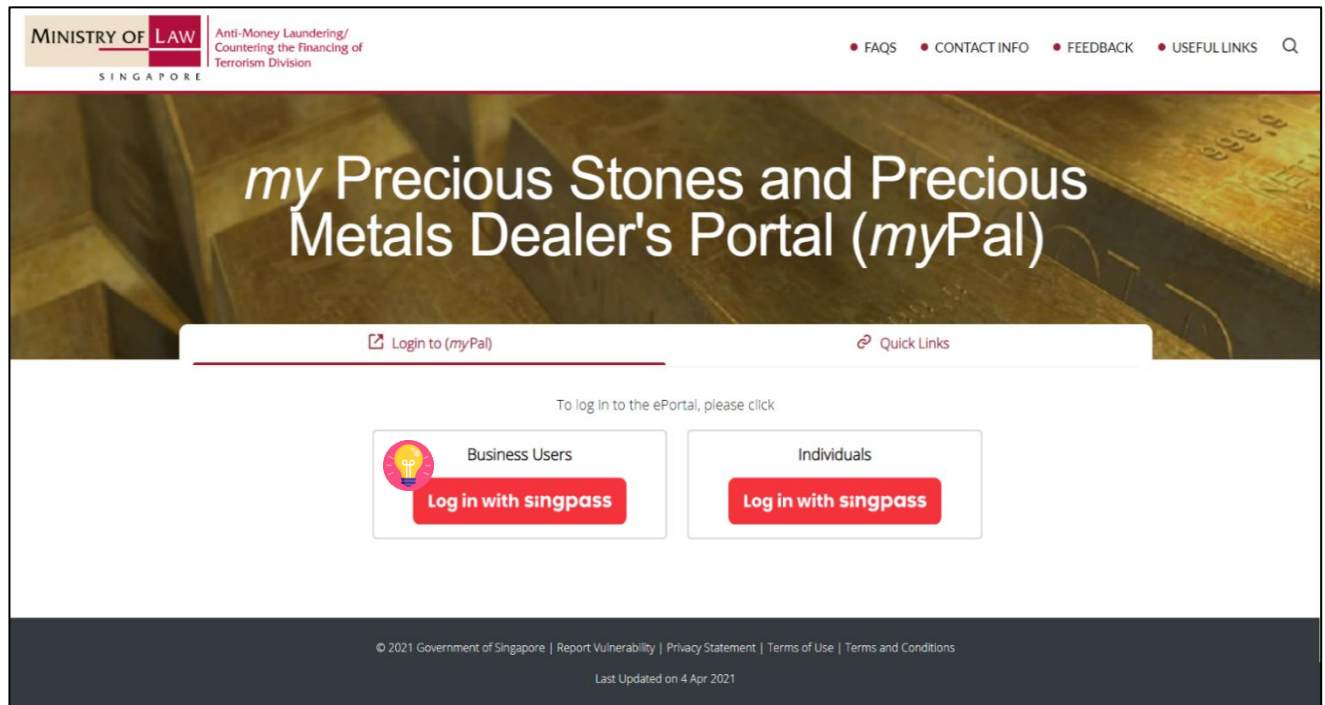 MINISTRY OF LAW
SINGAPORE
Anti-Money Laundering/
Countering the Financing of
Terrorism Division
FAQS
CONTACT INFO
FEEDBACK
USEFUL LINKS
999,9
NET
my Precious Stones and Precious
Metals Dealer's Portal (myPal)
Login to (myPal)
Quick Links
To log in to the ePortal, please click
Business Users
Log in with singpass
Individuals
Log in with singpass
© 2021 Government of Singapore | Report Vulnerability | Privacy Statement | Terms of Use | Terms and Conditions
Last Updated on 4 Apr 2021